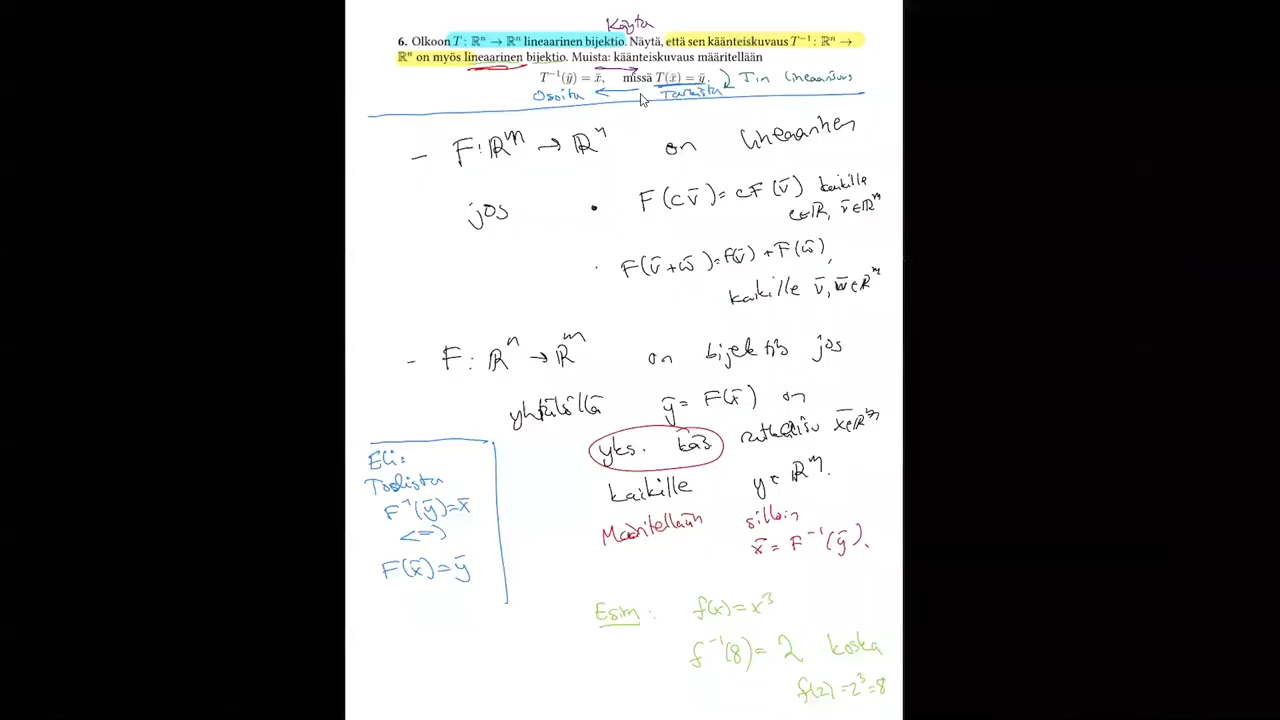 Käytä
6. Olkoon T: ℝⁿ → ℝⁿ lineaarinen bijektio. Näytä, että sen käänteiskuvaus T⁻¹: ℝⁿ →
ℝⁿ on myös lineaarinen bijektio. Muista: käänteiskuvaus määritellään
T⁻¹(ȳ) = x̄, missä T(x̄) = ȳ. T:n lineaarisuus
Osoita ← Tarkista
- F: ℝᵐ → ℝⁿ on lineaarinen
jos • F(cv̄) = cF(v̄) kaikille
c∈ℝ, v̄∈ℝᵐ
· F(v̄+w̄)=f(v̄)+F(w̄),
kaikille v̄, w̄∈ℝᵐ
- F: ℝⁿ → ℝᵐ on bijektio jos
yhtälöllä ȳ = F(x̄) on
yks. käs. ratkaisu x̄∈ℝⁿ
kaikille y∈ℝᵐ.
Määritellään silloin
x̄ = F⁻¹(ȳ).
Eli:
Todista
F⁻¹(ȳ)=x̄
<=>
F(x̄)=ȳ
Esim: f(x)=x³
f⁻¹(8)= 2 koska
f(2)=2³=8